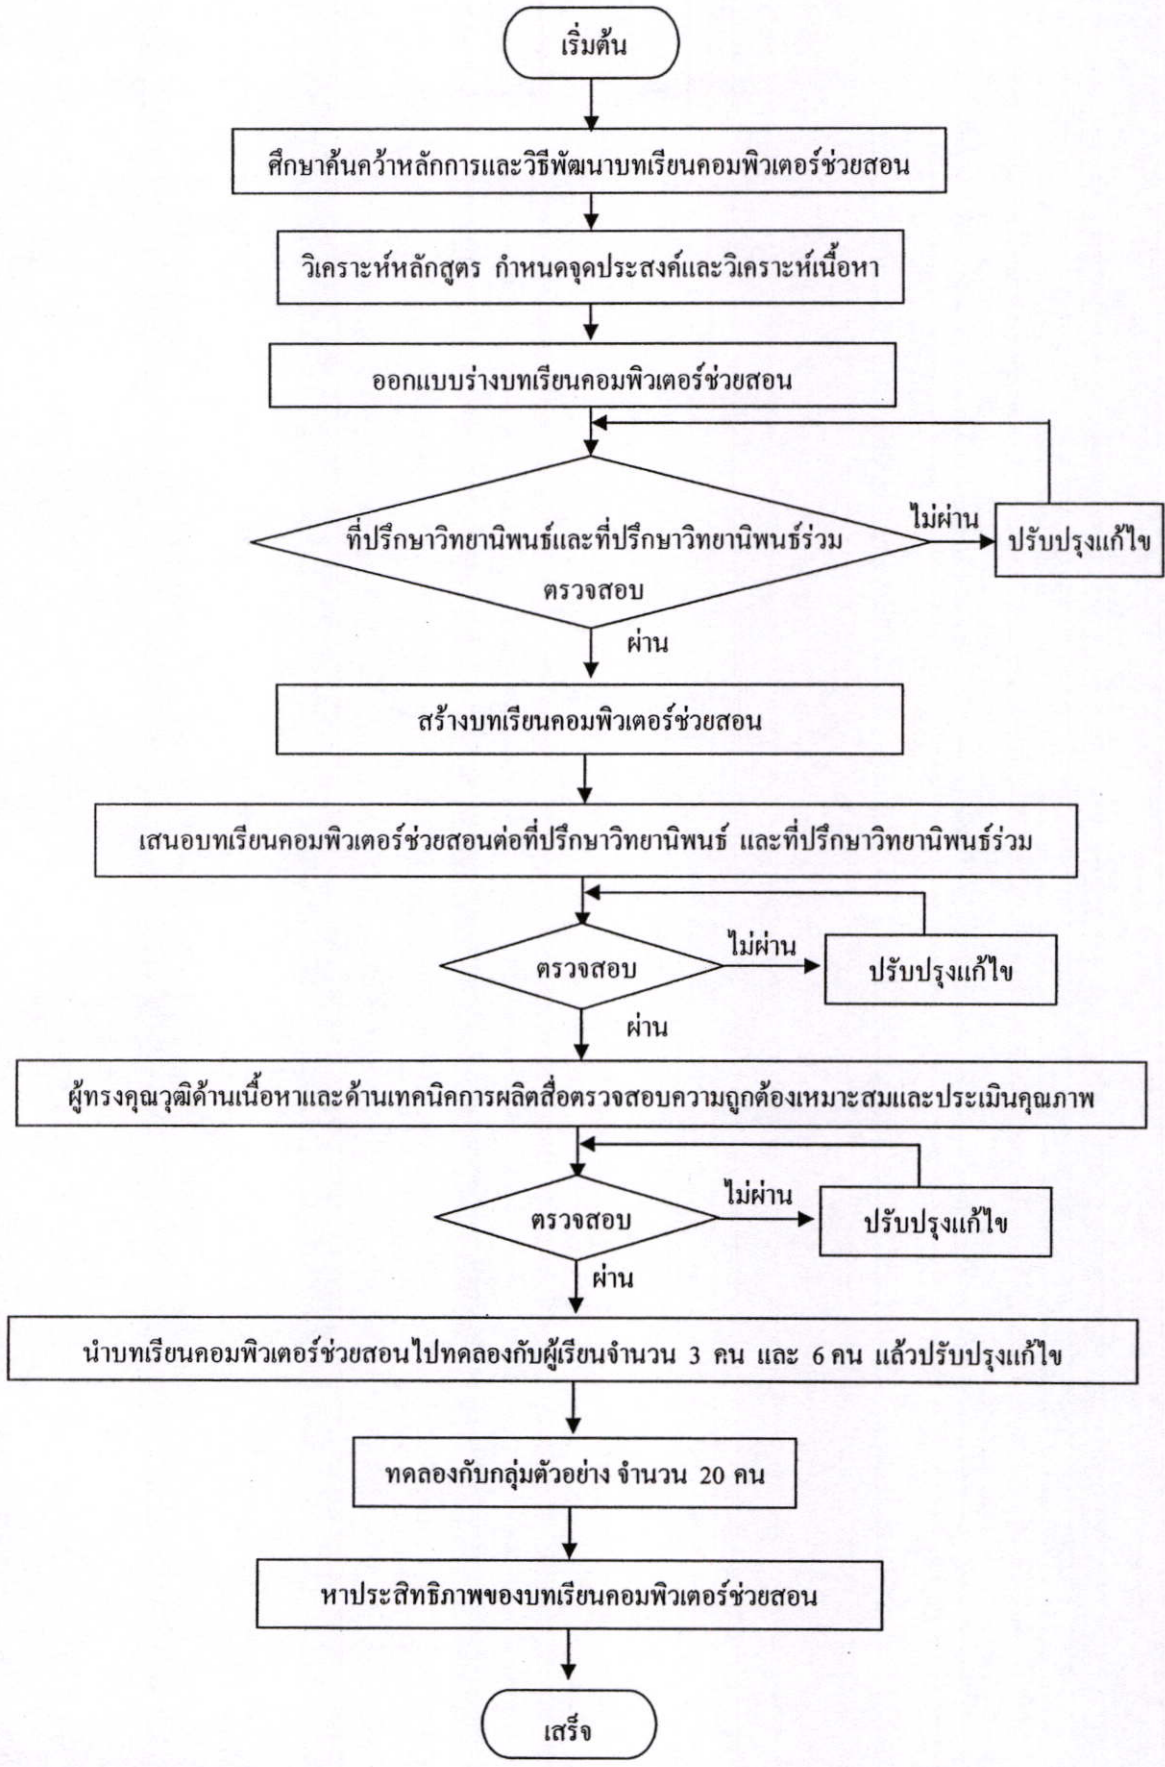 เริ่มต้น
ศึกษาค้นคว้าหลักการและวิธีพัฒนาบทเรียนคอมพิวเตอร์ช่วยสอน
วิเคราะห์หลักสูตร กำหนดจุดประสงค์และวิเคราะห์เนื้อหา
ออกแบบร่างบทเรียนคอมพิวเตอร์ช่วยสอน
ที่ปรึกษาวิทยานิพนธ์และที่ปรึกษาวิทยานิพนธ์ร่วม
ตรวจสอบ
ไม่ผ่าน
ปรับปรุงแก้ไข
ผ่าน
สร้างบทเรียนคอมพิวเตอร์ช่วยสอน
เสนอบทเรียนคอมพิวเตอร์ช่วยสอนต่อที่ปรึกษาวิทยานิพนธ์ และที่ปรึกษาวิทยานิพนธ์ร่วม
ตรวจสอบ
ไม่ผ่าน
ปรับปรุงแก้ไข
ผ่าน
ผู้ทรงคุณวุฒิด้านเนื้อหาและด้านเทคนิคการผลิตสื่อตรวจสอบความถูกต้องเหมาะสมและประเมินคุณภาพ
ตรวจสอบ
ไม่ผ่าน
ปรับปรุงแก้ไข
ผ่าน
นำบทเรียนคอมพิวเตอร์ช่วยสอนไปทดลองกับผู้เรียนจำนวน 3 คน และ 6 คน แล้วปรับปรุงแก้ไข
ทดลองกับกลุ่มตัวอย่าง จำนวน 20 คน
หาประสิทธิภาพของบทเรียนคอมพิวเตอร์ช่วยสอน
เสร็จ